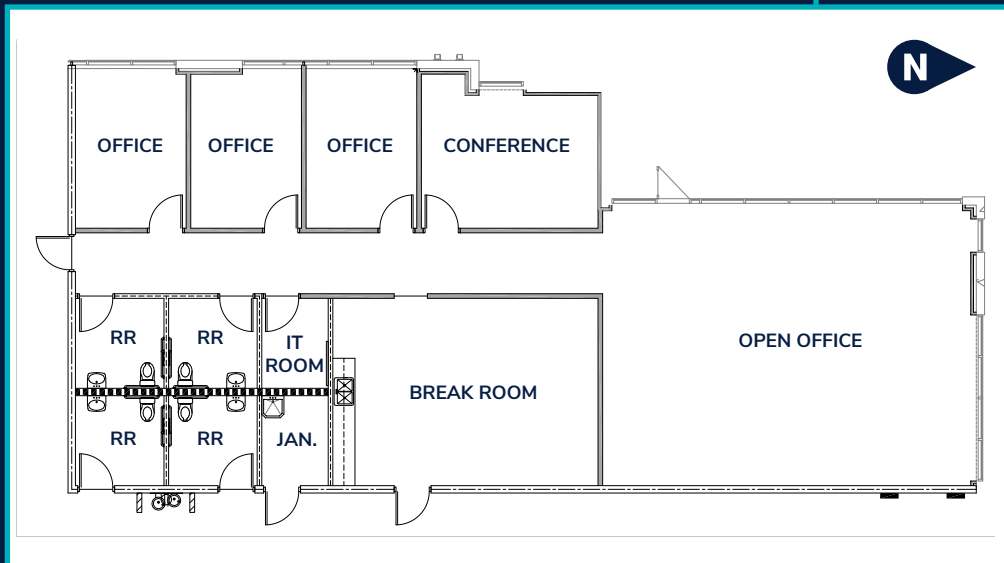 N
OFFICE
OFFICE
OFFICE
CONFERENCE
RR
RR
IT
ROOM
OPEN OFFICE
BREAK ROOM
RR
RR
JAN.